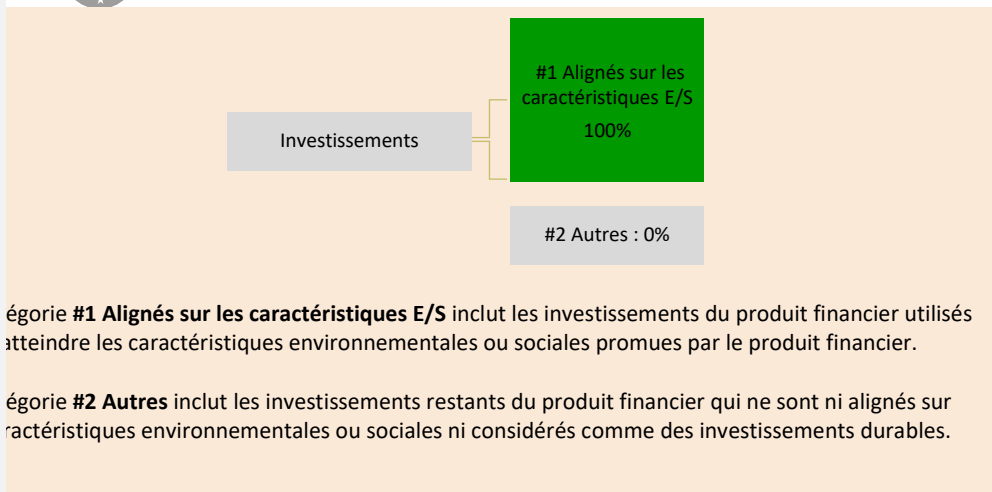 #1 Alignés sur les
caractéristiques E/S
100%
Investissements
#2 Autres : 0%
égorie #1 Alignés sur les caractéristiques E/S inclut les investissements du produit financier utilisés
atteindre les caractéristiques environnementales ou sociales promues par le produit financier.
égorie #2 Autres inclut les investissements restants du produit financier qui ne sont ni alignés sur
ractéristiques environnementales ou sociales ni considérés comme des investissements durables.